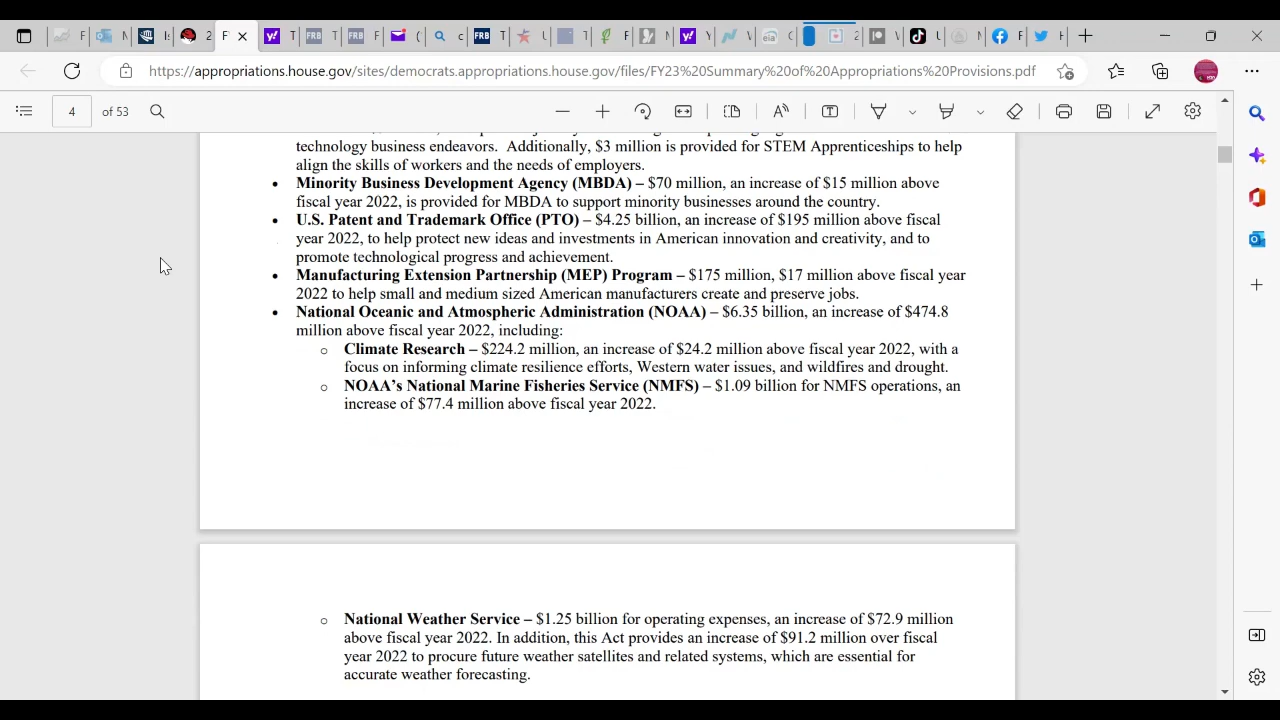 https://appropriations.house.gov/sites/democrats.appropriations.house.gov/files/FY23%20Summary%20of%20Appropriations%20Provisions.pdf
4 of 53
technology business endeavors. Additionally, $3 million is provided for STEM Apprenticeships to help
align the skills of workers and the needs of employers.
• Minority Business Development Agency (MBDA) – $70 million, an increase of $15 million above
fiscal year 2022, is provided for MBDA to support minority businesses around the country.
• U.S. Patent and Trademark Office (PTO) – $4.25 billion, an increase of $195 million above fiscal
year 2022, to help protect new ideas and investments in American innovation and creativity, and to
promote technological progress and achievement.
• Manufacturing Extension Partnership (MEP) Program – $175 million, $17 million above fiscal year
2022 to help small and medium sized American manufacturers create and preserve jobs.
• National Oceanic and Atmospheric Administration (NOAA) – $6.35 billion, an increase of $474.8
million above fiscal year 2022, including:
o Climate Research – $224.2 million, an increase of $24.2 million above fiscal year 2022, with a
focus on informing climate resilience efforts, Western water issues, and wildfires and drought.
o NOAA’s National Marine Fisheries Service (NMFS) – $1.09 billion for NMFS operations, an
increase of $77.4 million above fiscal year 2022.
o National Weather Service – $1.25 billion for operating expenses, an increase of $72.9 million
above fiscal year 2022. In addition, this Act provides an increase of $91.2 million over fiscal
year 2022 to procure future weather satellites and related systems, which are essential for
accurate weather forecasting.